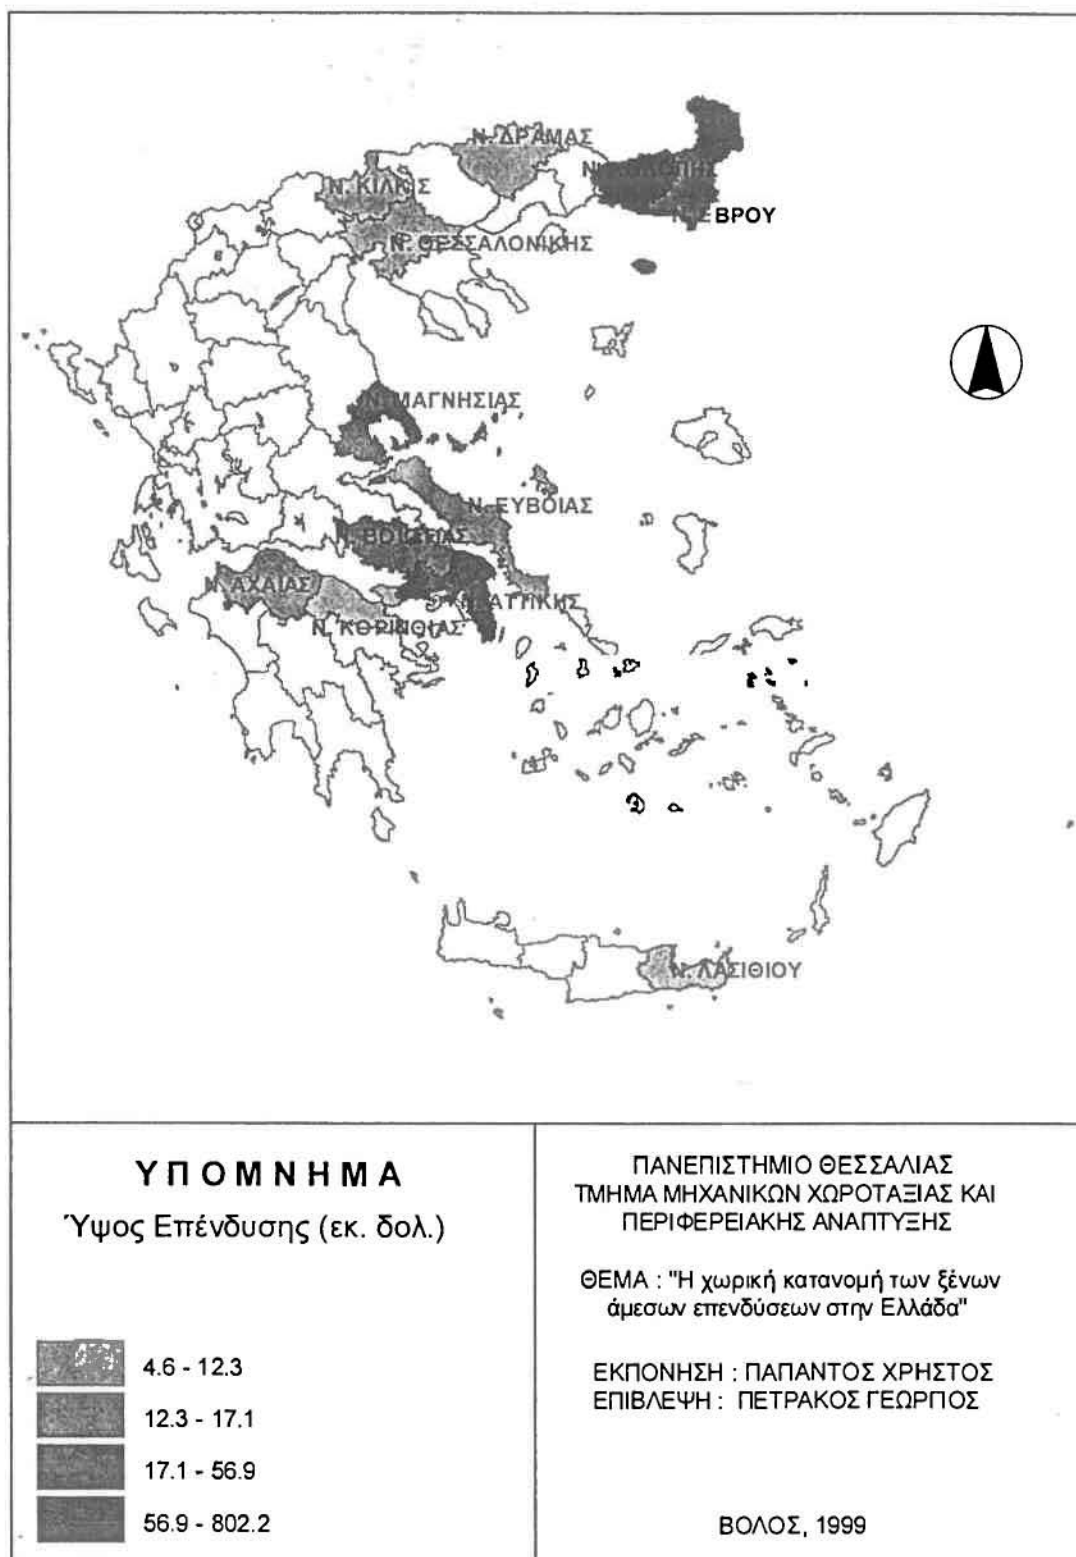 Ν. ΔΡΑΜΑΣ
Ν. ΚΙΛΚΙΣ
ΒΡΟΥ
Ν. ΘΕΣΣΑΛΟΝΙΚΗΣ
Ν. ΜΑΓΝΗΣΙΑΣ
Ν. ΕΥΒΟΙΑΣ
Ν. ΒΟΙΩΤΙΑΣ
Ν. ΑΧΑΙΑΣ
ΑΤΤΙΚΗΣ
Ν. ΚΟΡΙΝΘΙΑΣ
Ν. ΛΑΣΙΘΙΟΥ
ΥΠΟΜΝΗΜΑ
Ύψος Επένδυσης (εκ. δολ.)
4.6 - 12.3
12.3 - 17.1
17.1 - 56.9
56.9 - 802.2
ΠΑΝΕΠΙΣΤΗΜΙΟ ΘΕΣΣΑΛΙΑΣ
ΤΜΗΜΑ ΜΗΧΑΝΙΚΩΝ ΧΩΡΟΤΑΞΙΑΣ ΚΑΙ
ΠΕΡΙΦΕΡΕΙΑΚΗΣ ΑΝΑΠΤΥΞΗΣ
ΘΕΜΑ : "Η χωρική κατανομή των ξένων
άμεσων επενδύσεων στην Ελλάδα"
ΕΚΠΟΝΗΣΗ : ΠΑΠΑΝΤΟΣ ΧΡΗΣΤΟΣ
ΕΠΙΒΛΕΨΗ : ΠΕΤΡΑΚΟΣ ΓΕΩΡΓΙΟΣ
ΒΟΛΟΣ, 1999